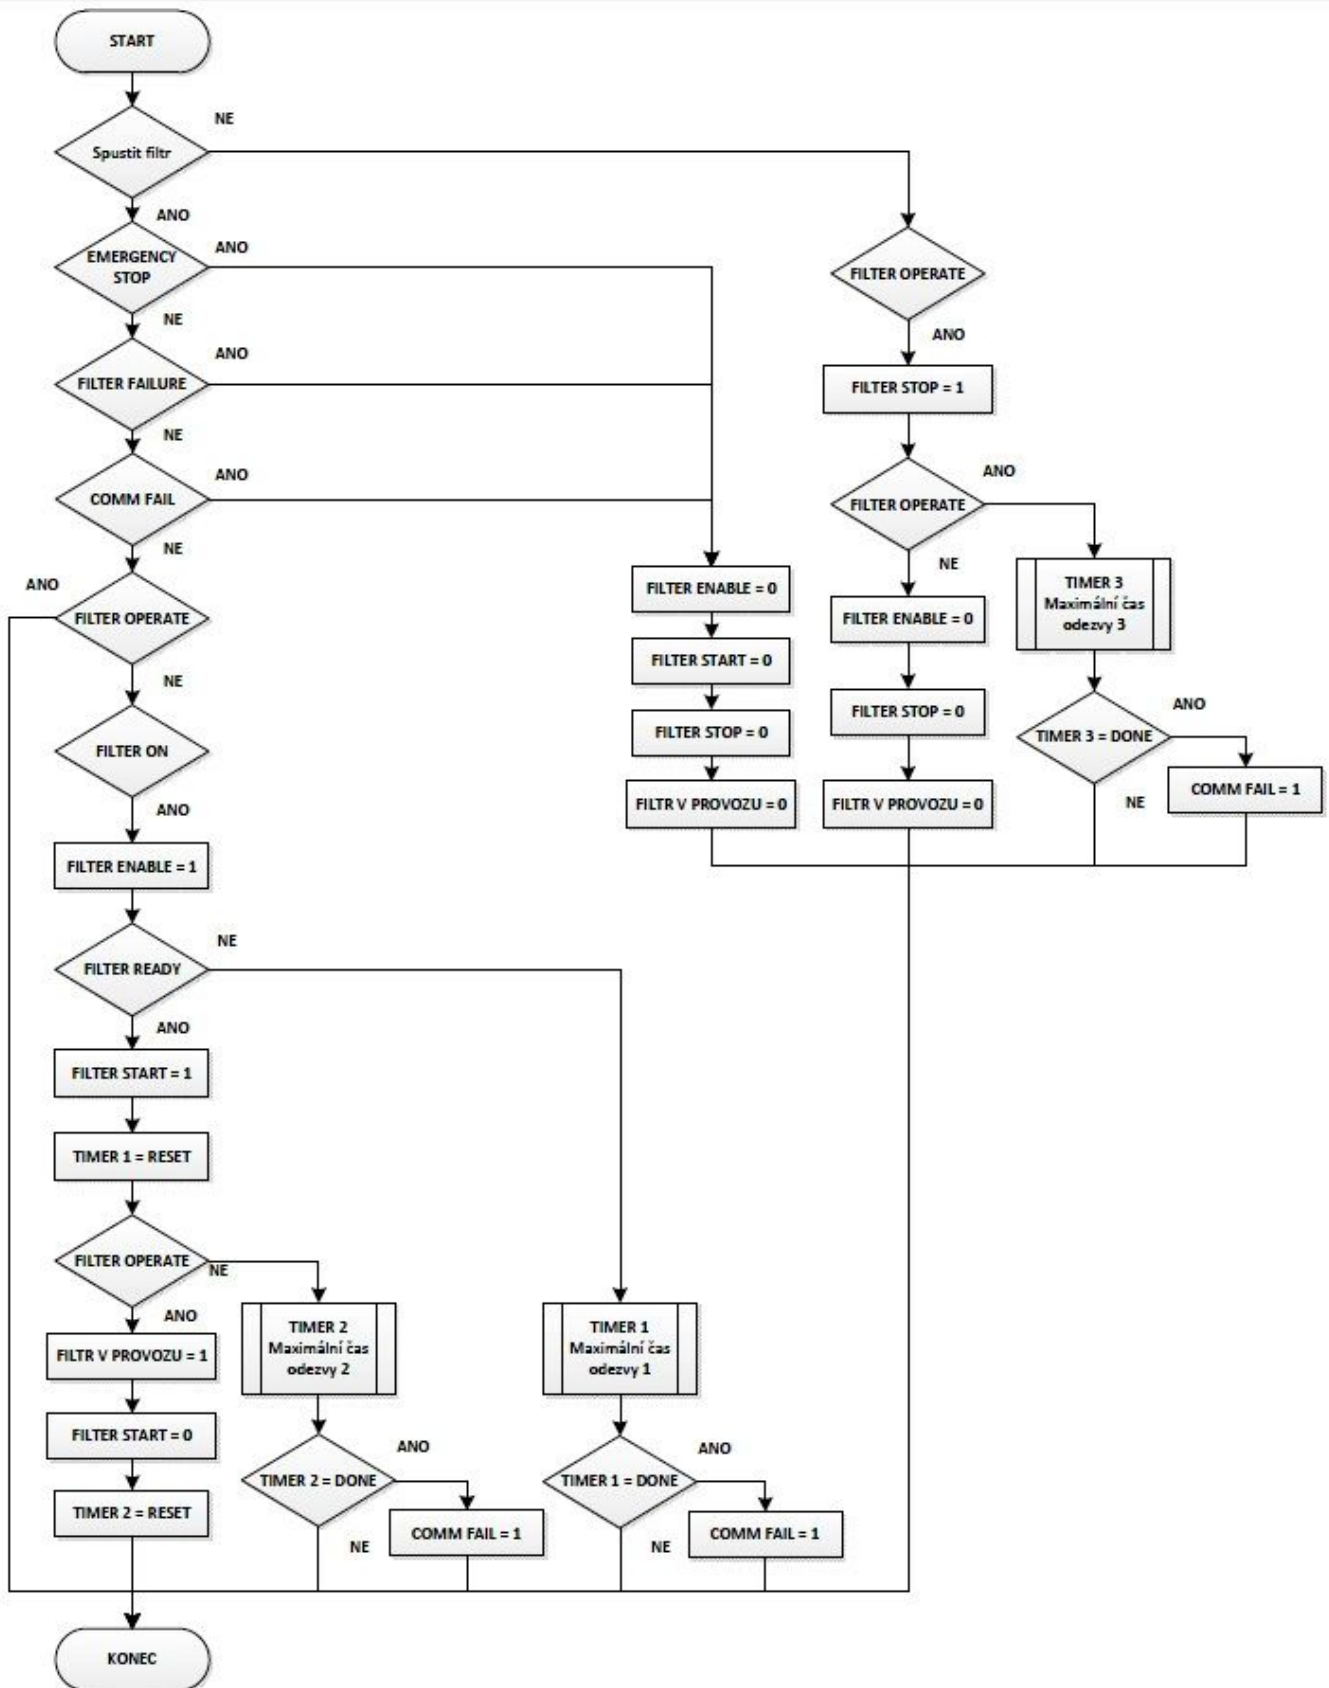 START
NE
Spustit filtr
ANO
EMERGENCY
STOP
ANO
NE
FILTER FAILURE
ANO
NE
COMM FAIL
ANO
NE
ANO
FILTER OPERATE
NE
FILTER ON
ANO
FILTER ENABLE = 1
FILTER READY
NE
ANO
FILTER START = 1
TIMER 1 = RESET
FILTER OPERATE
NE
ANO
FILTR V PROVOZU = 1
FILTER START = 0
TIMER 2 = RESET
KONEC
TIMER 2
Maximální čas
odezvy 2
TIMER 2 = DONE
ANO
NE
COMM FAIL = 1
TIMER 1
Maximální čas
odezvy 1
TIMER 1 = DONE
ANO
NE
COMM FAIL = 1
FILTER ENABLE = 0
FILTER START = 0
FILTER STOP = 0
FILTR V PROVOZU = 0
FILTER OPERATE
ANO
FILTER STOP = 1
FILTER OPERATE
ANO
NE
FILTER ENABLE = 0
FILTER STOP = 0
FILTR V PROVOZU = 0
TIMER 3
Maximální čas
odezvy 3
TIMER 3 = DONE
ANO
NE
COMM FAIL = 1